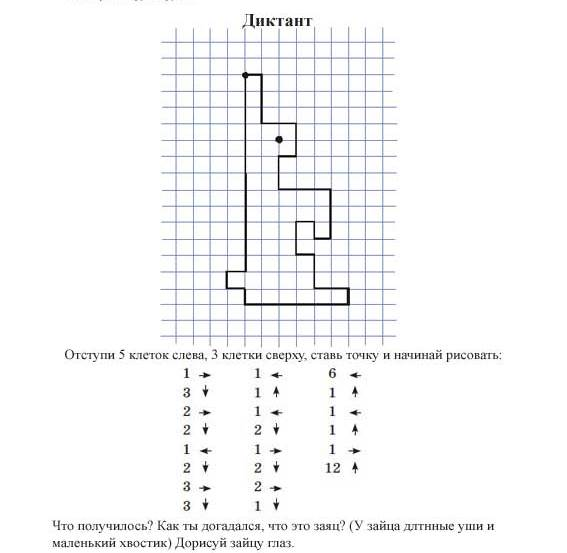 Диктант
Отступи 5 клеток слева, 3 клетки сверху, ставь точку и начинай рисовать:
1 → 1 ← 6 ←
3 ↓ 1 ↑ 1 ↑
2 → 1 ← 1 ←
2 ↓ 2 ↓ 1 ↑
1 ← 1 → 1 →
2 ↓ 2 ↓ 12 ↑
3 → 2 →
3 ↓ 1 ↓
Что получилось? Как ты догадался, что это заяц? (У зайца длтнные уши и
маленький хвостик) Дорисуй зайцу глаз.